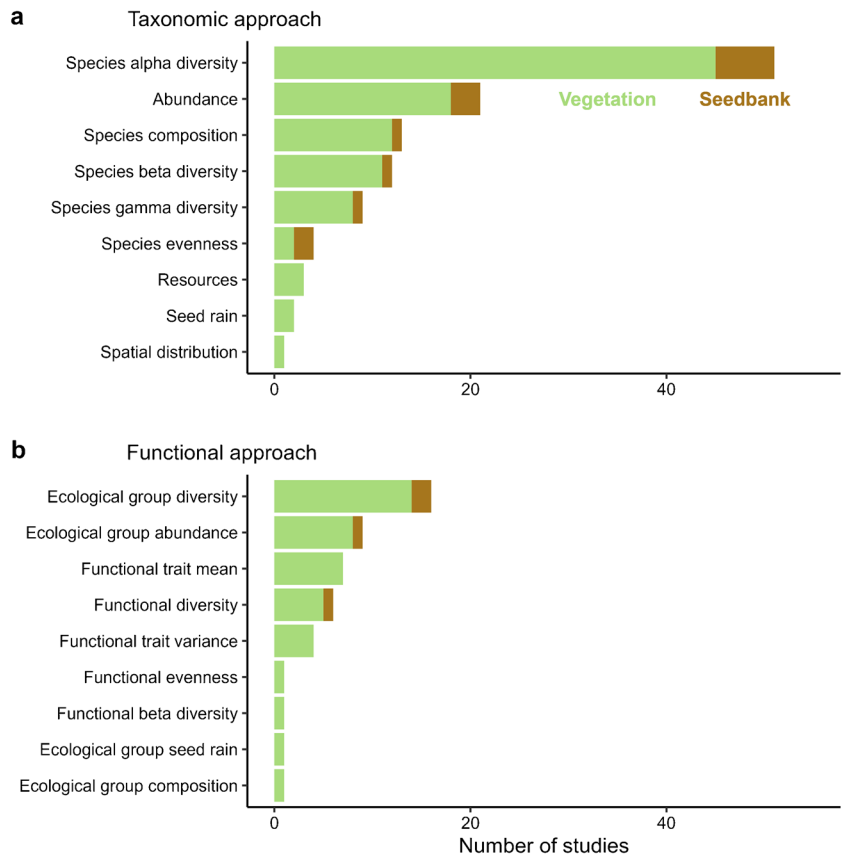 a
Taxonomic approach
Species alpha diversity
Abundance
Vegetation Seedbank
Species composition
Species beta diversity
Species gamma diversity
Species evenness
Resources
Seed rain
Spatial distribution
0 20 40
b
Functional approach
Ecological group diversity
Ecological group abundance
Functional trait mean
Functional diversity
Functional trait variance
Functional evenness
Functional beta diversity
Ecological group seed rain
Ecological group composition
0 20 40
Number of studies